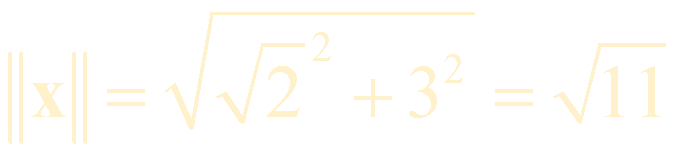 ‖𝐱‖ = √(√2² + 3²) = √11